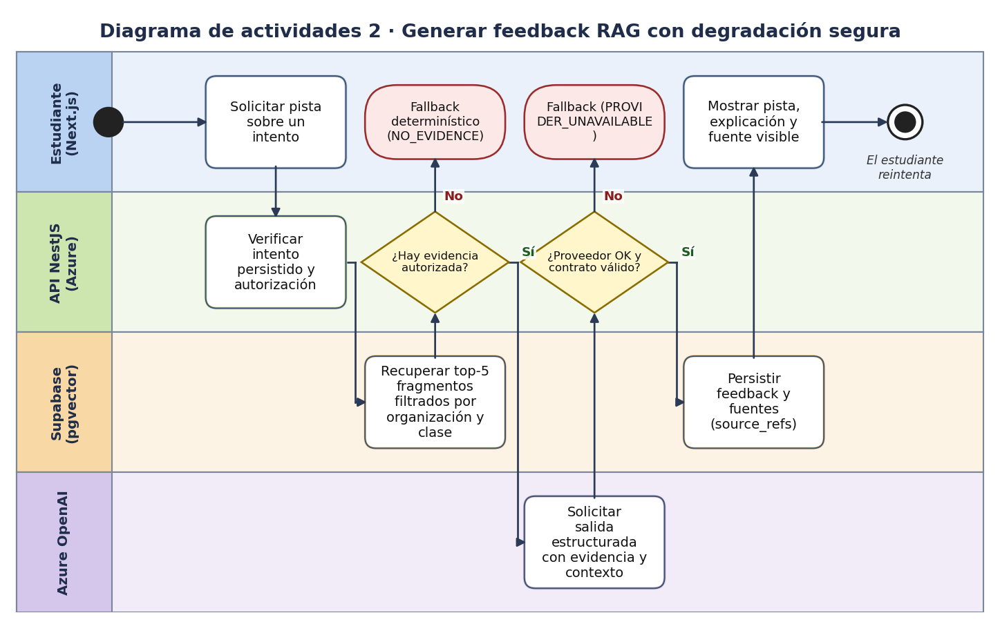 Diagrama de actividades 2 · Generar feedback RAG con degradación segura
Estudiante
(Next.js)
Solicitar pista
sobre un
intento
Fallback
determinístico
(NO_EVIDENCE)
Fallback (PROVI
DER_UNAVAILABLE
)
Mostrar pista,
explicación y
fuente visible
El estudiante
reintenta
API NestJS
(Azure)
Verificar
intento
persistido y
autorización
No
¿Hay evidencia
autorizada?
Sí
No
¿Proveedor OK y
contrato válido?
Sí
Supabase
(pgvector)
Recuperar top-5
fragmentos
filtrados por
organización y
clase
Persistir
feedback y
fuentes
(source_refs)
Azure OpenAI
Solicitar
salida
estructurada
con evidencia y
contexto